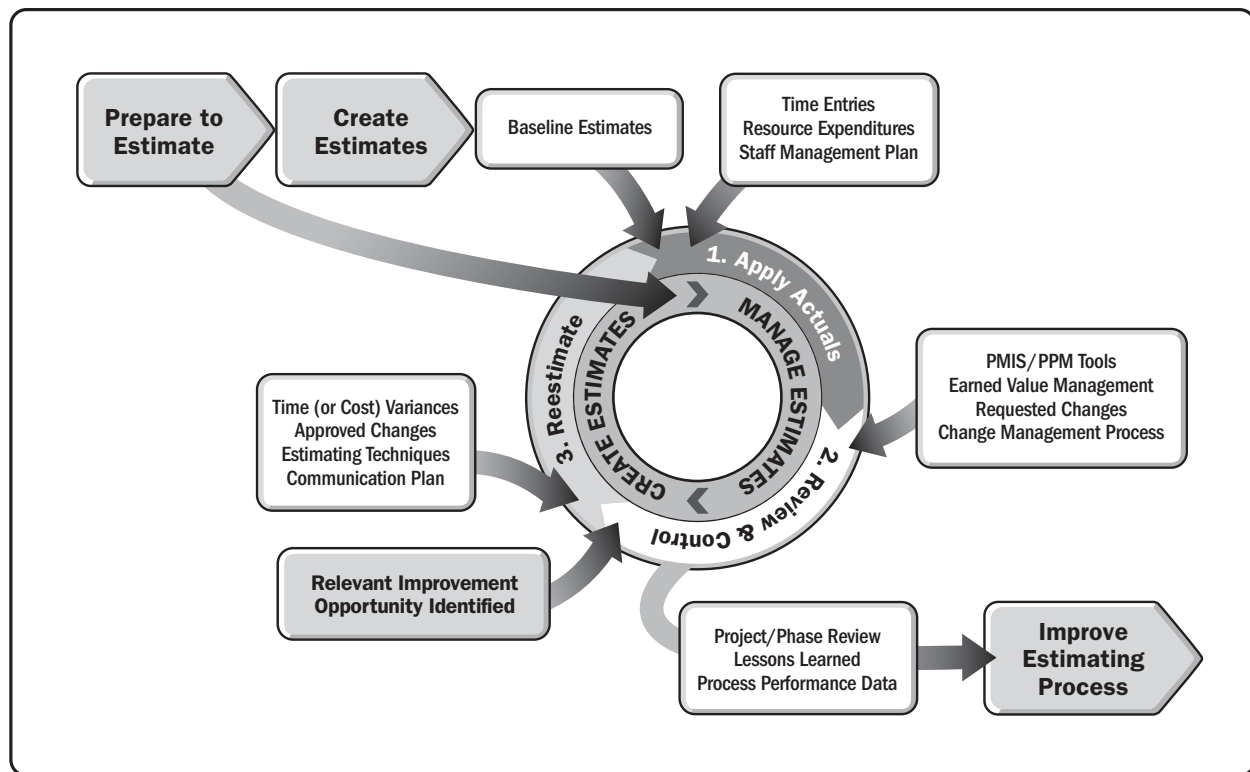 Prepare to
Estimate
Create
Estimates
Baseline Estimates
Time Entries
Resource Expenditures
Staff Management Plan
1. Apply Actuals
MANAGE ESTIMATES
CREATE ESTIMATES
3. Reestimate
2. Review & Control
PMIS/PPM Tools
Earned Value Management
Requested Changes
Change Management Process
Time (or Cost) Variances
Approved Changes
Estimating Techniques
Communication Plan
Relevant Improvement
Opportunity Identified
Project/Phase Review
Lessons Learned
Process Performance Data
Improve
Estimating
Process